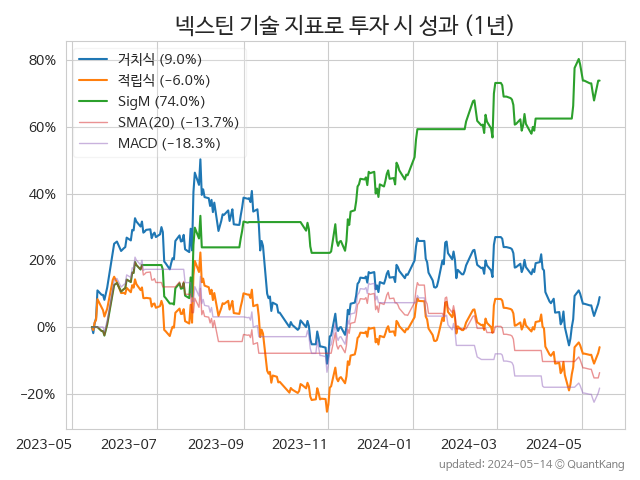 넥스틴 기술 지표로 투자 시 성과 (1년)
거치식 (9.0%)
적립식 (−6.0%)
SigM (74.0%)
SMA(20) (−13.7%)
MACD (−18.3%)
80%
60%
40%
20%
0%
−20%
2023-05 2023-07 2023-09 2023-11 2024-01 2024-03 2024-05
updated: 2024-05-14 © QuantKang